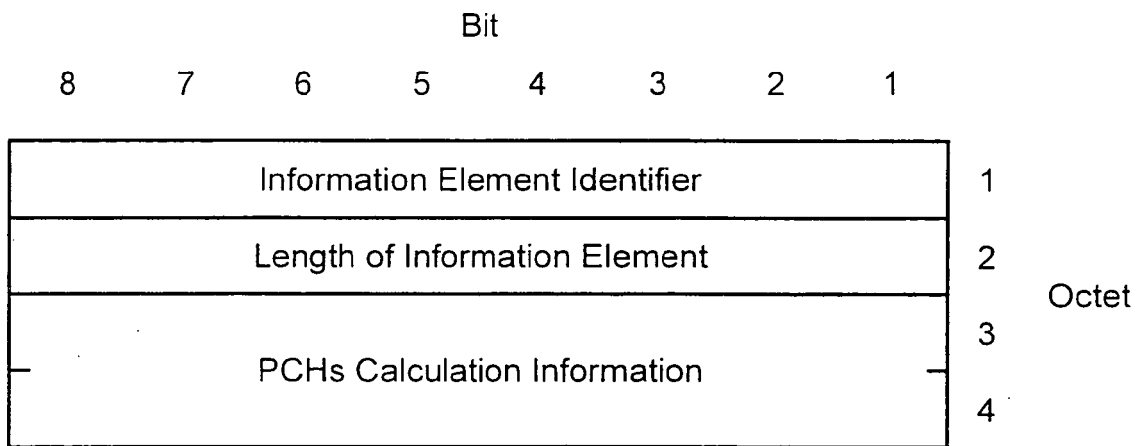 Bit
8 7 6 5 4 3 2 1
Information Element Identifier 1
Length of Information Element 2
Octet
3
PCHs Calculation Information
4